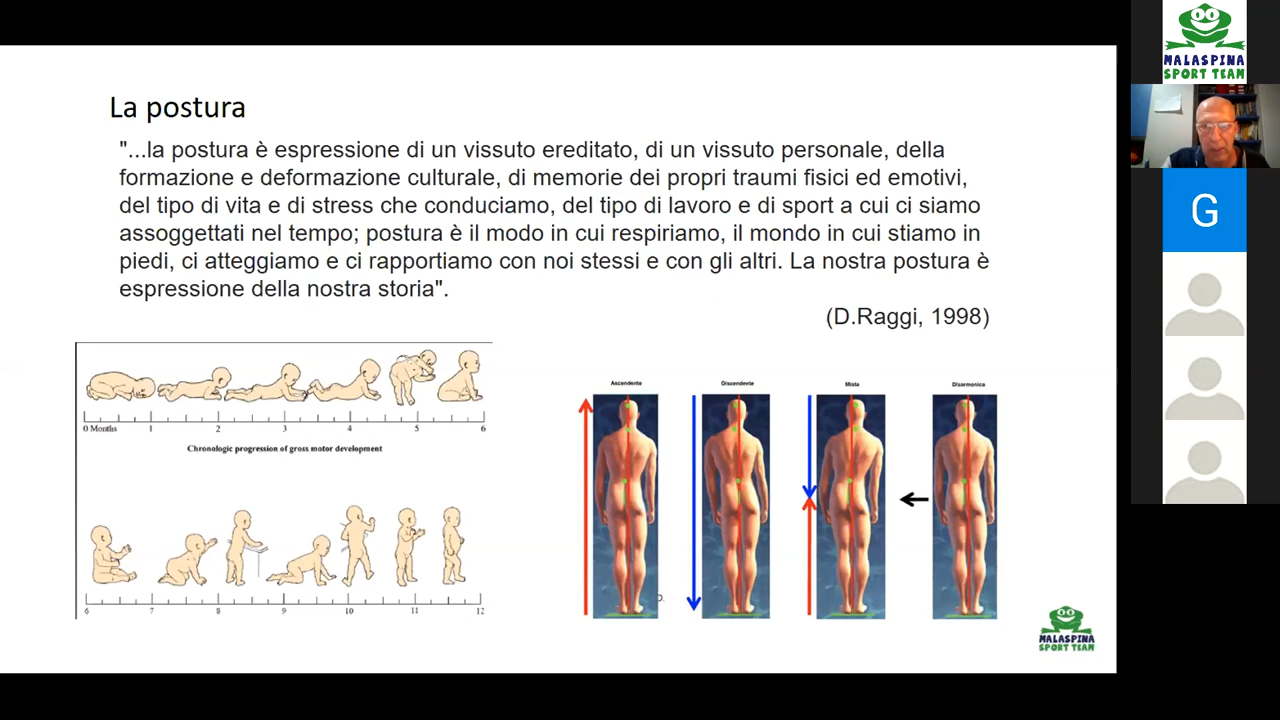 La postura
"...la postura è espressione di un vissuto ereditato, di un vissuto personale, della
formazione e deformazione culturale, di memorie dei propri traumi fisici ed emotivi,
del tipo di vita e di stress che conduciamo, del tipo di lavoro e di sport a cui ci siamo
assoggettati nel tempo; postura è il modo in cui respiriamo, il mondo in cui stiamo in
piedi, ci atteggiamo e ci rapportiamo con noi stessi e con gli altri. La nostra postura è
espressione della nostra storia".
(D.Raggi, 1998)
0 Months 1 2 3 4 5 6
Chronologic progression of gross motor development
6 7 8 9 10 11 12
Ascendente Discendente Mista Disarmonica
MALASPINA
SPORT TEAM
MALASPINA
SPORT TEAM
G